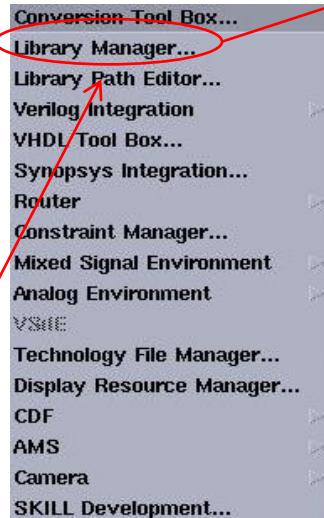 Conversion Tool Box...
Library Manager...
Library Path Editor...
Verilog Integration
VHDL Tool Box...
Synopsys Integration...
Router
Constraint Manager...
Mixed Signal Environment
Analog Environment
VSdE
Technology File Manager...
Display Resource Manager...
CDF
AMS
Camera
SKILL Development...